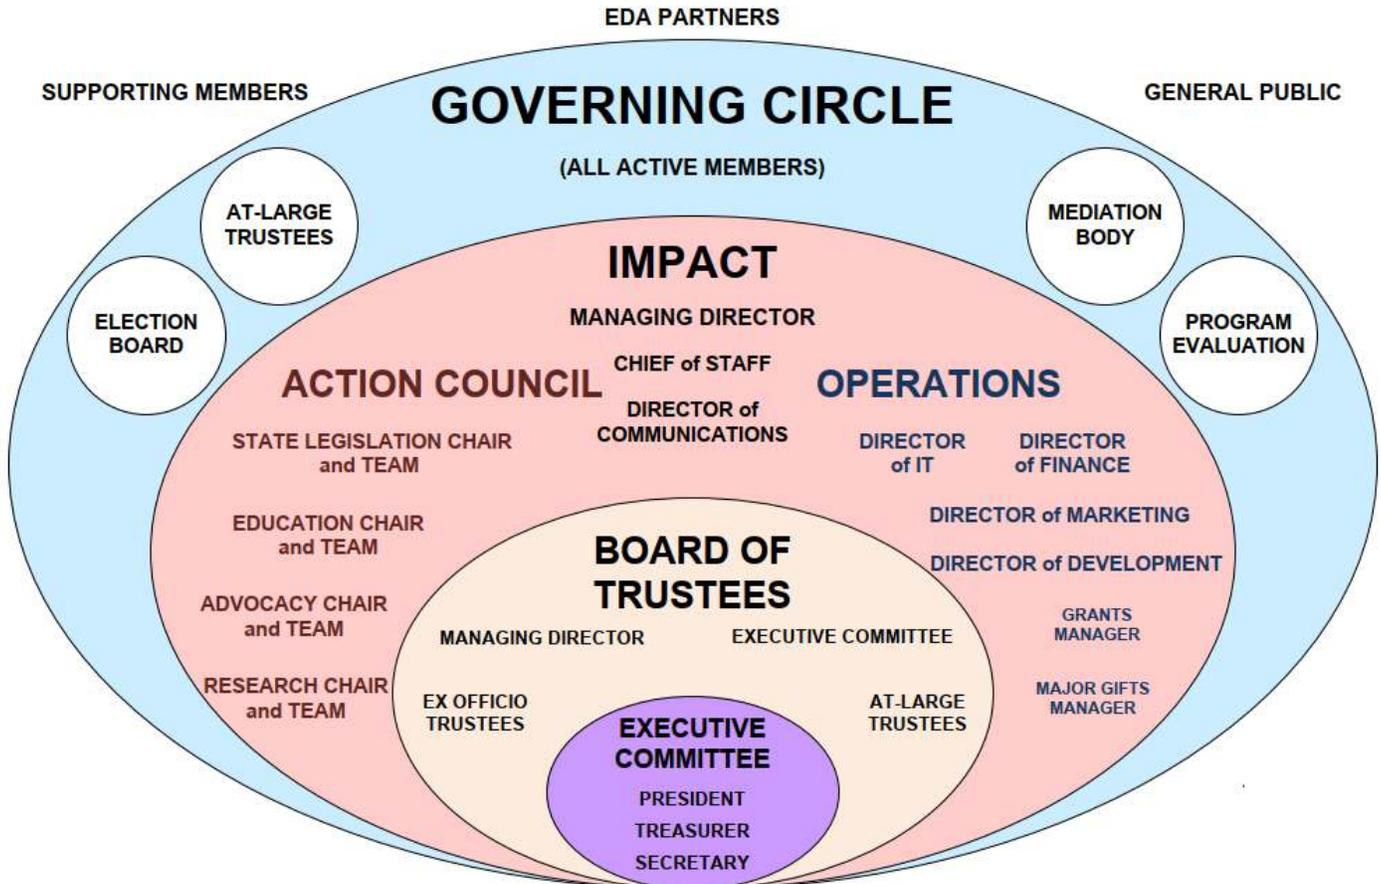 EDA PARTNERS
SUPPORTING MEMBERS
GENERAL PUBLIC
GOVERNING CIRCLE
(ALL ACTIVE MEMBERS)
AT-LARGE
TRUSTEES
MEDIATION
BODY
ELECTION
BOARD
PROGRAM
EVALUATION
IMPACT
MANAGING DIRECTOR
CHIEF of STAFF
DIRECTOR of
COMMUNICATIONS
ACTION COUNCIL
STATE LEGISLATION CHAIR
and TEAM
EDUCATION CHAIR
and TEAM
ADVOCACY CHAIR
and TEAM
RESEARCH CHAIR
and TEAM
OPERATIONS
DIRECTOR
of IT
DIRECTOR
of FINANCE
DIRECTOR of MARKETING
DIRECTOR of DEVELOPMENT
GRANTS
MANAGER
MAJOR GIFTS
MANAGER
BOARD OF
TRUSTEES
MANAGING DIRECTOR
EXECUTIVE COMMITTEE
EX OFFICIO
TRUSTEES
AT-LARGE
TRUSTEES
EXECUTIVE
COMMITTEE
PRESIDENT
TREASURER
SECRETARY